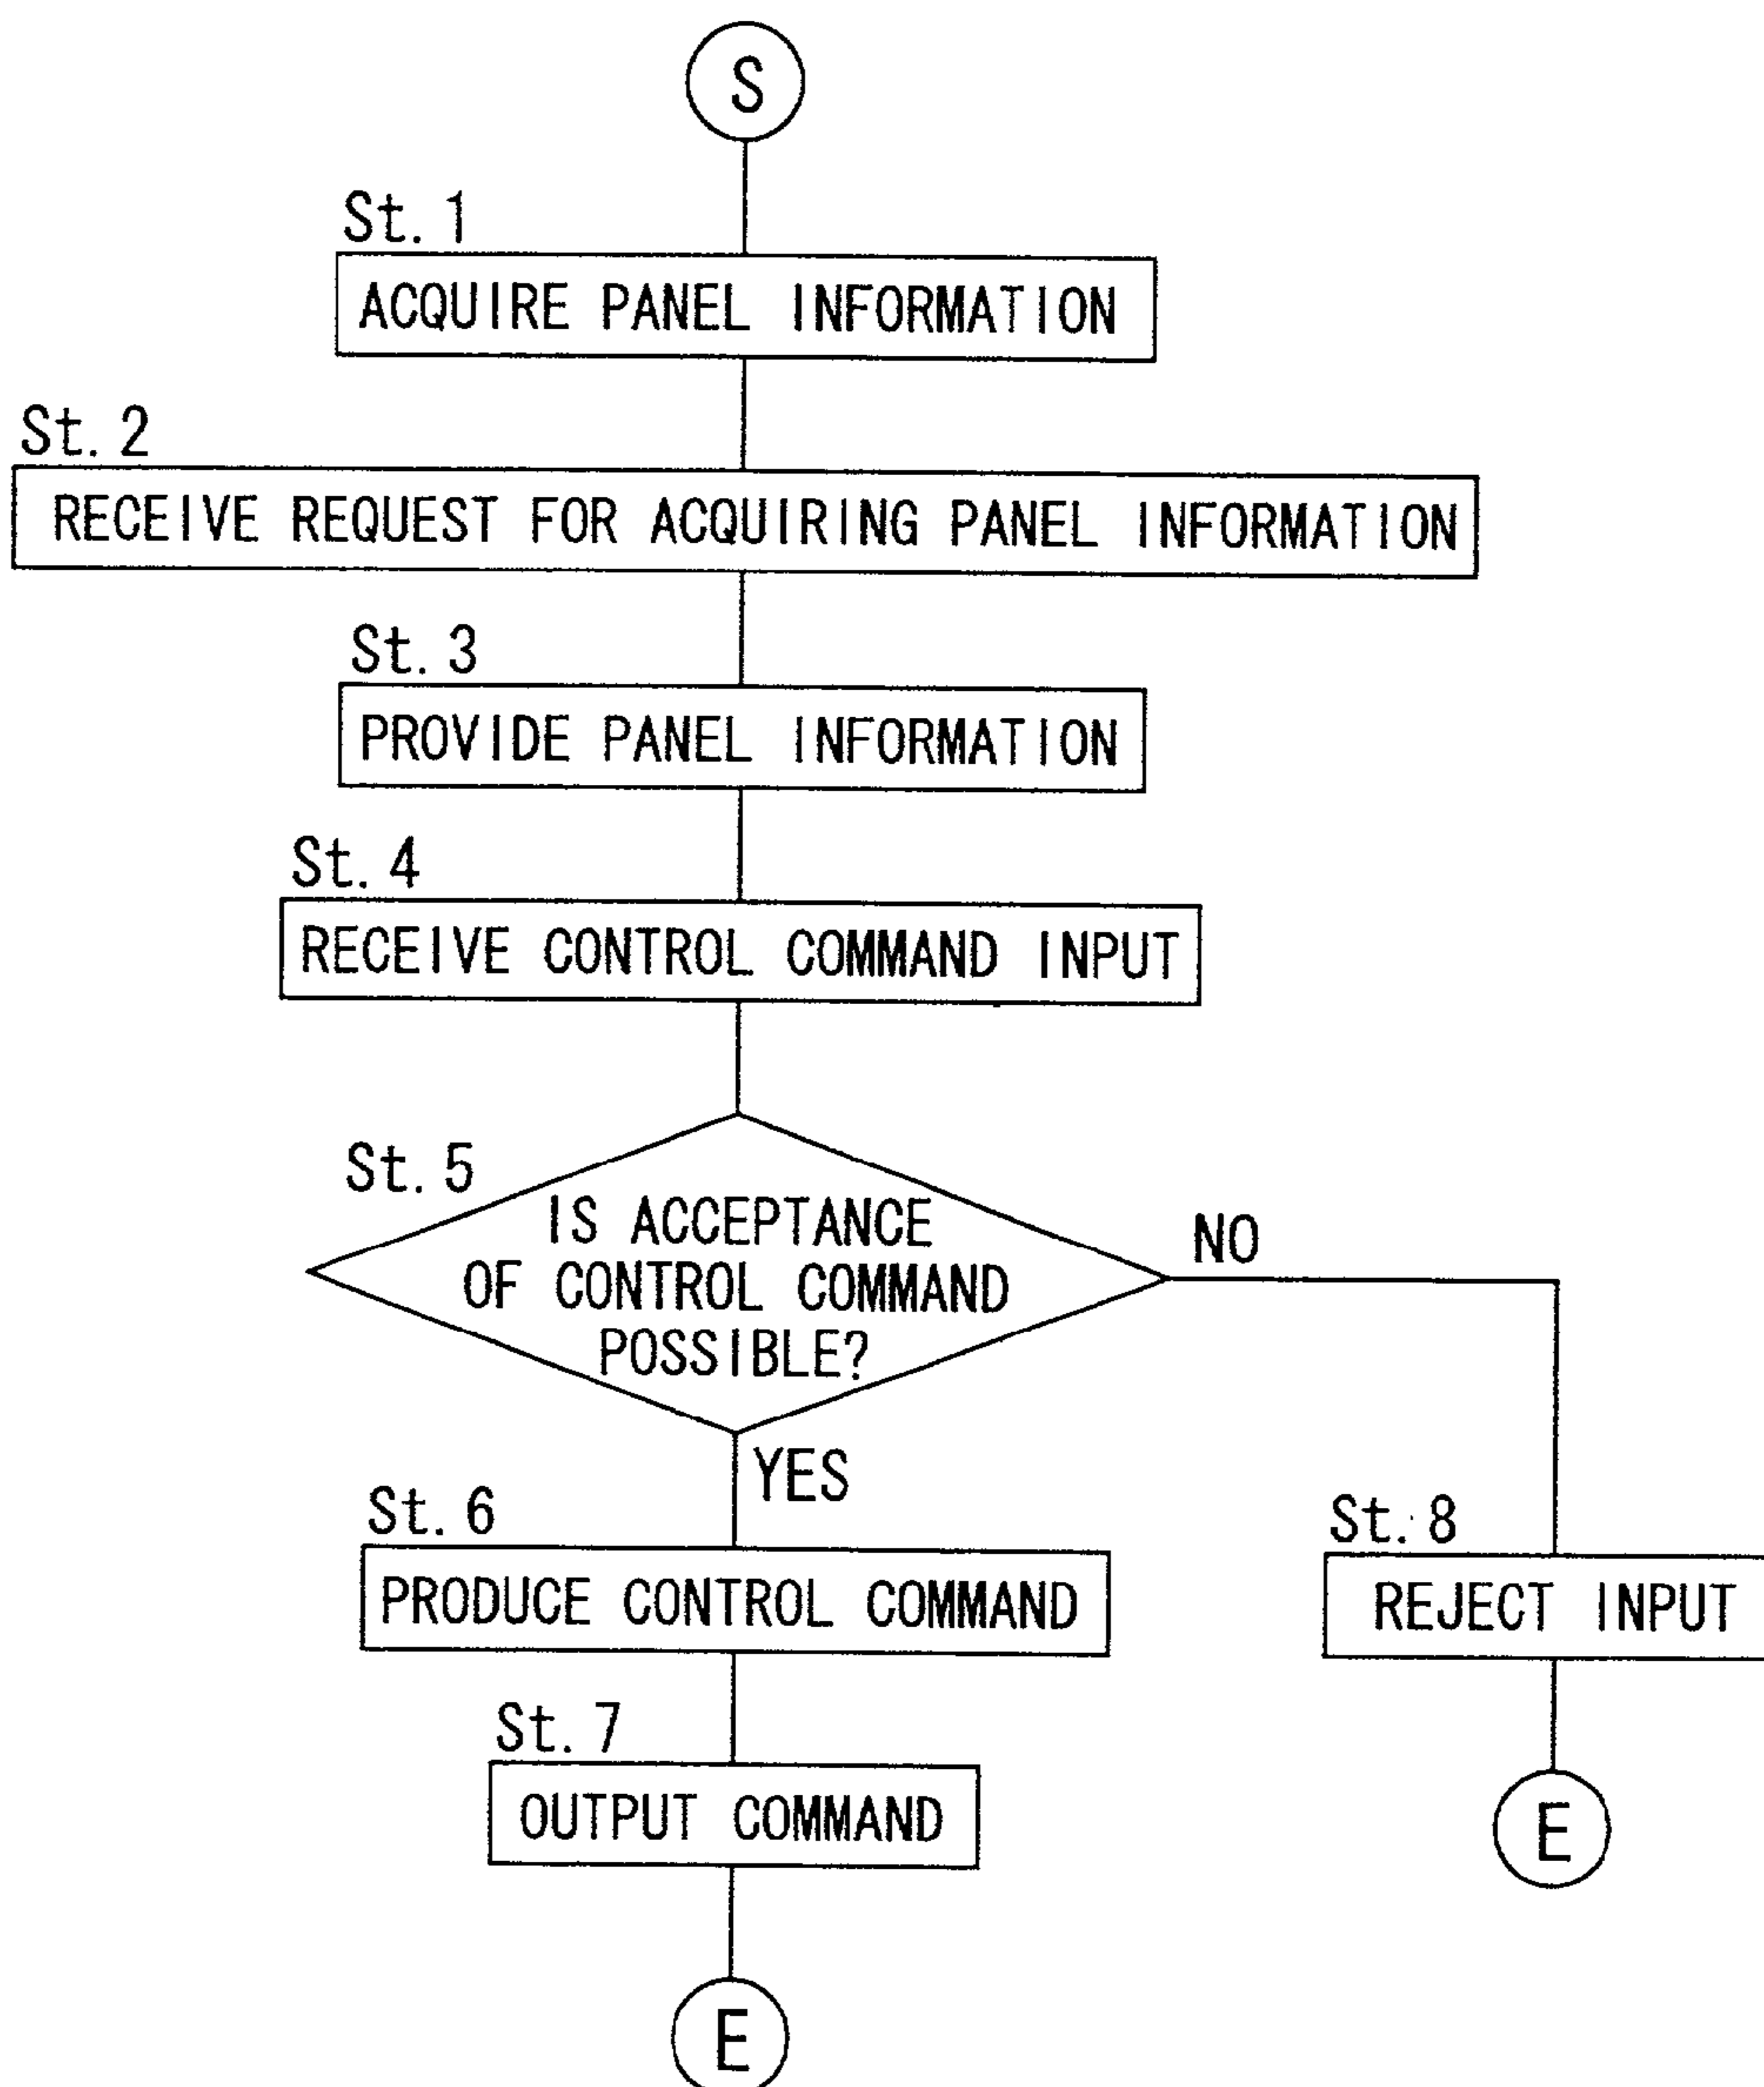 S
St. 1
ACQUIRE PANEL INFORMATION
St. 2
RECEIVE REQUEST FOR ACQUIRING PANEL INFORMATION
St. 3
PROVIDE PANEL INFORMATION
St. 4
RECEIVE CONTROL COMMAND INPUT
St. 5
IS ACCEPTANCE
OF CONTROL COMMAND
POSSIBLE?
NO
YES
St. 6
PRODUCE CONTROL COMMAND
St. 8
REJECT INPUT
St. 7
OUTPUT COMMAND
E
E